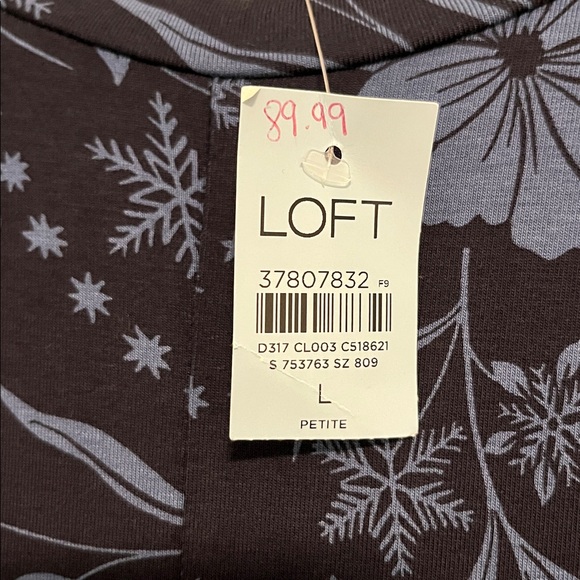 89.99
LOFT
37807832 F9
D317 CL003 C518621
S 753763 SZ 809
L
PETITE